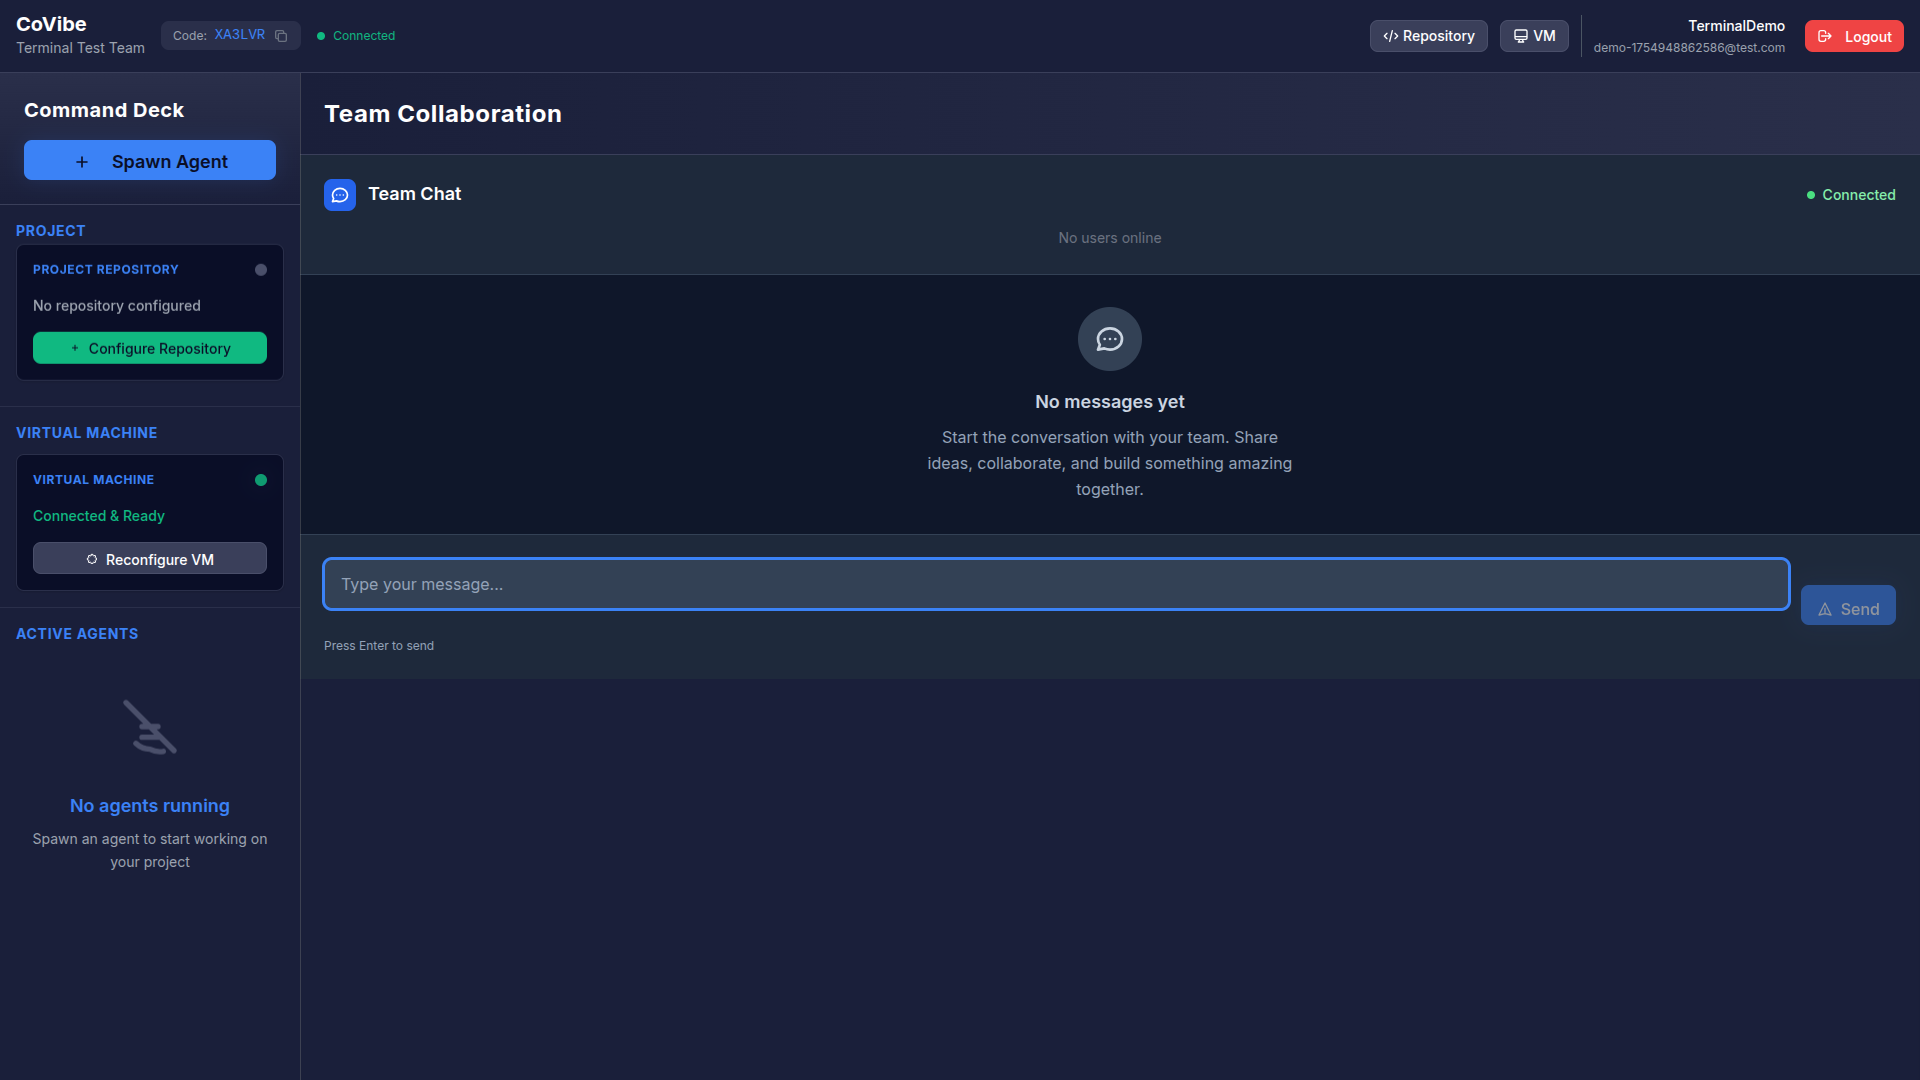 CoVibe
Terminal Test Team
Code: XA3LVR
Connected
Repository
VM
TerminalDemo
demo-1754948862586@test.com
Logout
Command Deck
+ Spawn Agent
PROJECT
PROJECT REPOSITORY
No repository configured
+ Configure Repository
VIRTUAL MACHINE
VIRTUAL MACHINE
Connected & Ready
Reconfigure VM
ACTIVE AGENTS
No agents running
Spawn an agent to start working on
your project
Team Collaboration
Team Chat
Connected
No users online
No messages yet
Start the conversation with your team. Share
ideas, collaborate, and build something amazing
together.
Type your message...
Send
Press Enter to send